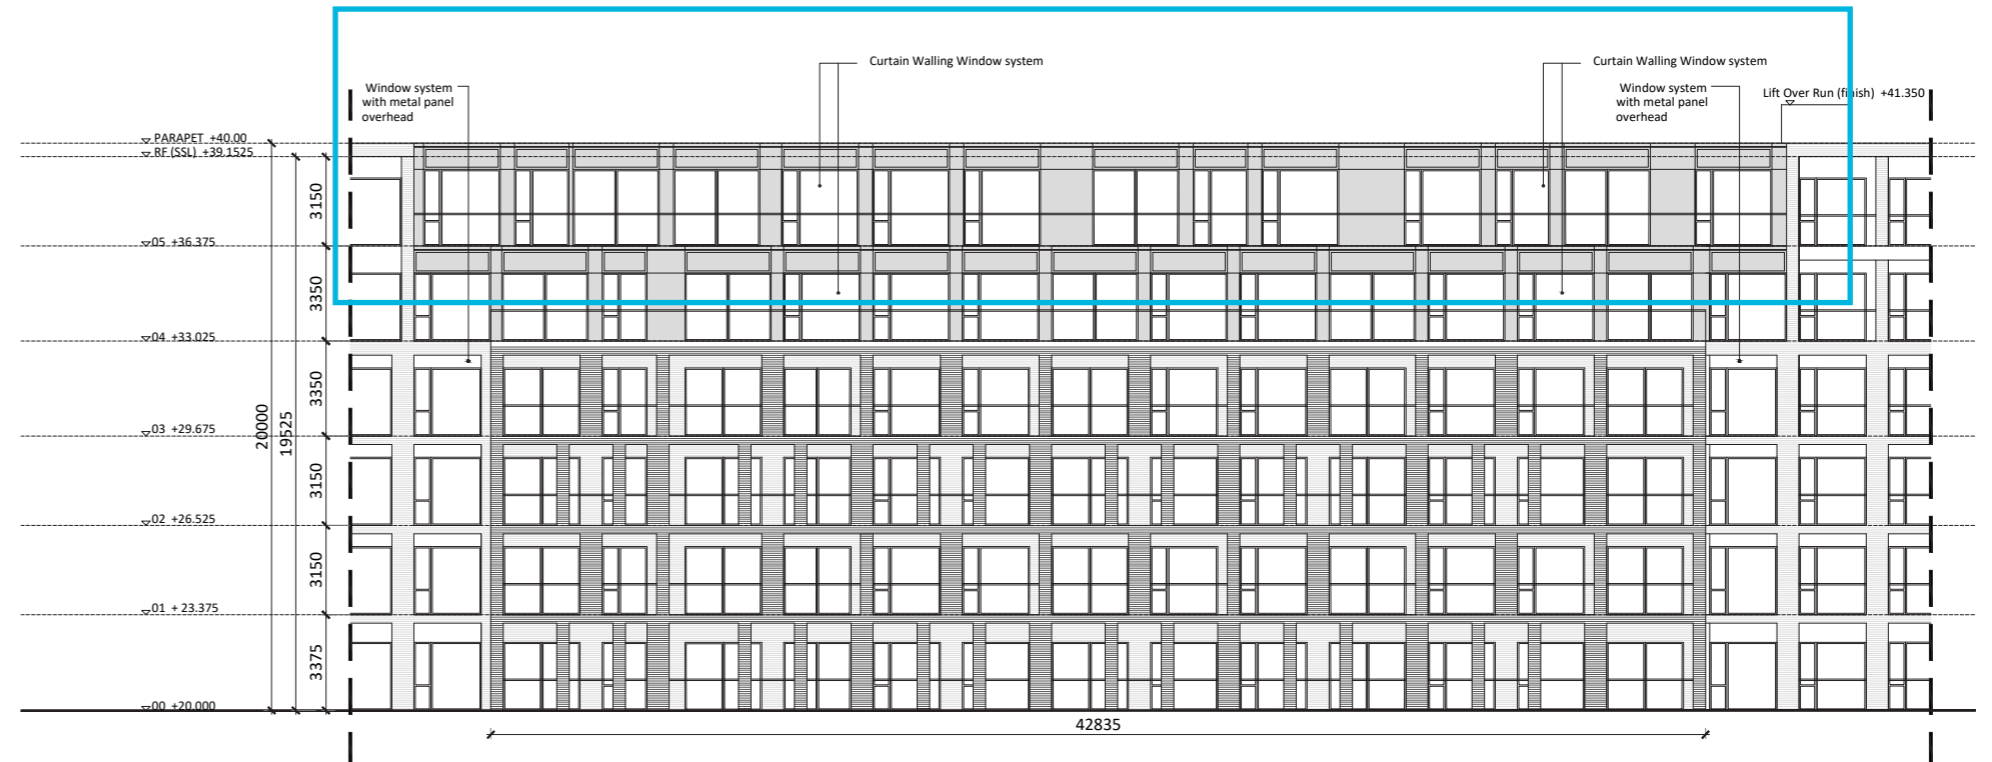 Curtain Walling Window system
Curtain Walling Window system
Window system
with metal panel
overhead
Window system
with metal panel
overhead
Lift Over Run (finish) +41.350
PARAPET +40.00
RF (SSL) +39.1525
3150
05 +36.375
3350
04 +33.025
3350
20000
19525
03 +29.675
3150
02 +26.525
3150
01 + 23.375
3375
00 +20.000
42835